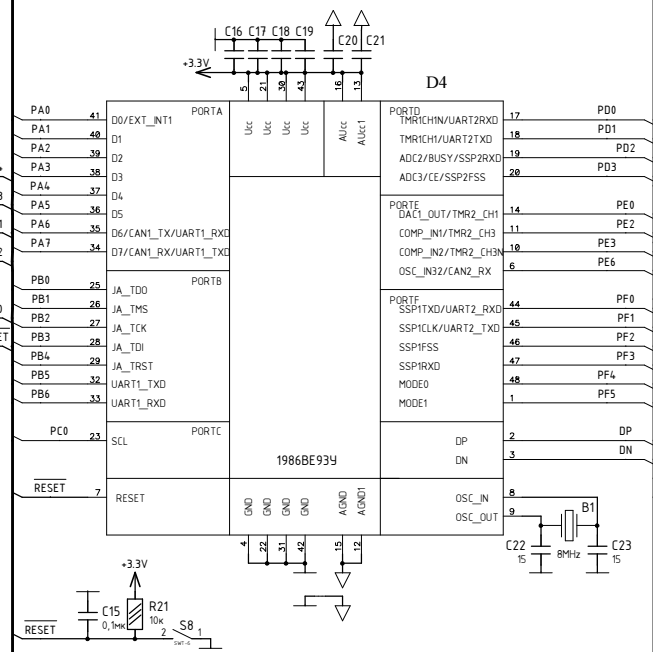 C16 C17 C18 C19 C20 C21
+3.3V
D4
5 21 30 43 16 13
Ucc Ucc Ucc Ucc AUcc AUcc1
PORTA
PA0 41 D0/EXT_INT1
PA1 40 D1
PA2 39 D2
PA3 38 D3
PA4 37 D4
PA5 36 D5
PA6 35 D6/CAN1_TX/UART1_RXD
PA7 34 D7/CAN1_RX/UART1_TXD
PORTB
PB0 25 JA_TDO
PB1 26 JA_TMS
PB2 27 JA_TCK
PB3 28 JA_TDI
PB4 29 JA_TRST
PB5 32 UART1_TXD
PB6 33 UART1_RXD
PORTC
PC0 23 SCL
RESET 7 RESET
1986ВЕ93У
PORTD
TMR1CH1N/UART2RXD 17 PD0
TMR1CH1/UART2TXD 18 PD1
ADC2/BUSY/SSP2RXD 19 PD2
ADC3/CE/SSP2FSS 20 PD3
PORTE
DAC1_OUT/TMR2_CH1 14 PE0
COMP_IN1/TMR2_CH3 11 PE2
COMP_IN2/TMR2_CH3N 10 PE3
OSC_IN32/CAN2_RX 6 PE6
PORTF
SSP1TXD/UART2_RXD 44 PF0
SSP1CLK/UART2_TXD 45 PF1
SSP1FSS 46 PF2
SSP1RXD 47 PF3
MODE0 48 PF4
MODE1 1 PF5
DP 2 DP
DN 3 DN
OSC_IN 8
OSC_OUT 9
GND GND GND GND AGND AGND1
4 22 31 42 15 12
B1
8MHz
C22
15
C23
15
+3.3V
C15
0,1мк
R21
10к
S8
2 1
SWT-6
RESET